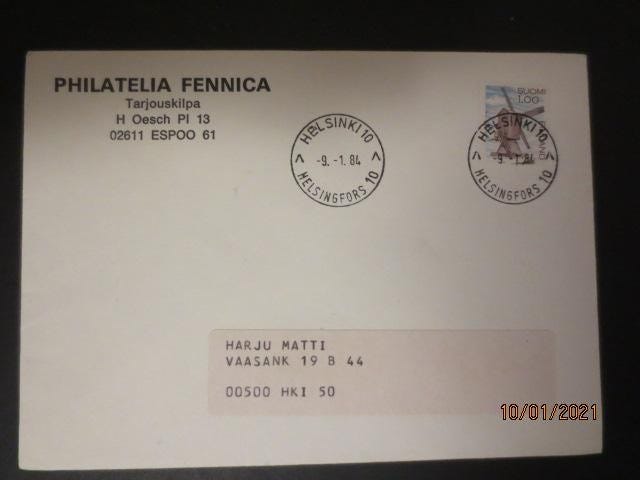 PHILATELIA FENNICA
Tarjouskilpa
H Oesch Pl 13
02611 ESPOO 61
HELSINKI 10
-9. -1. 84
HELSINGFORS 10
SUOMI
1.00
HELSINKI 10
-9. -1. 84
HELSINGFORS 10
HARJU MATTI
VAASANK 19 B 44
00500 HKI 50
10/01/2021